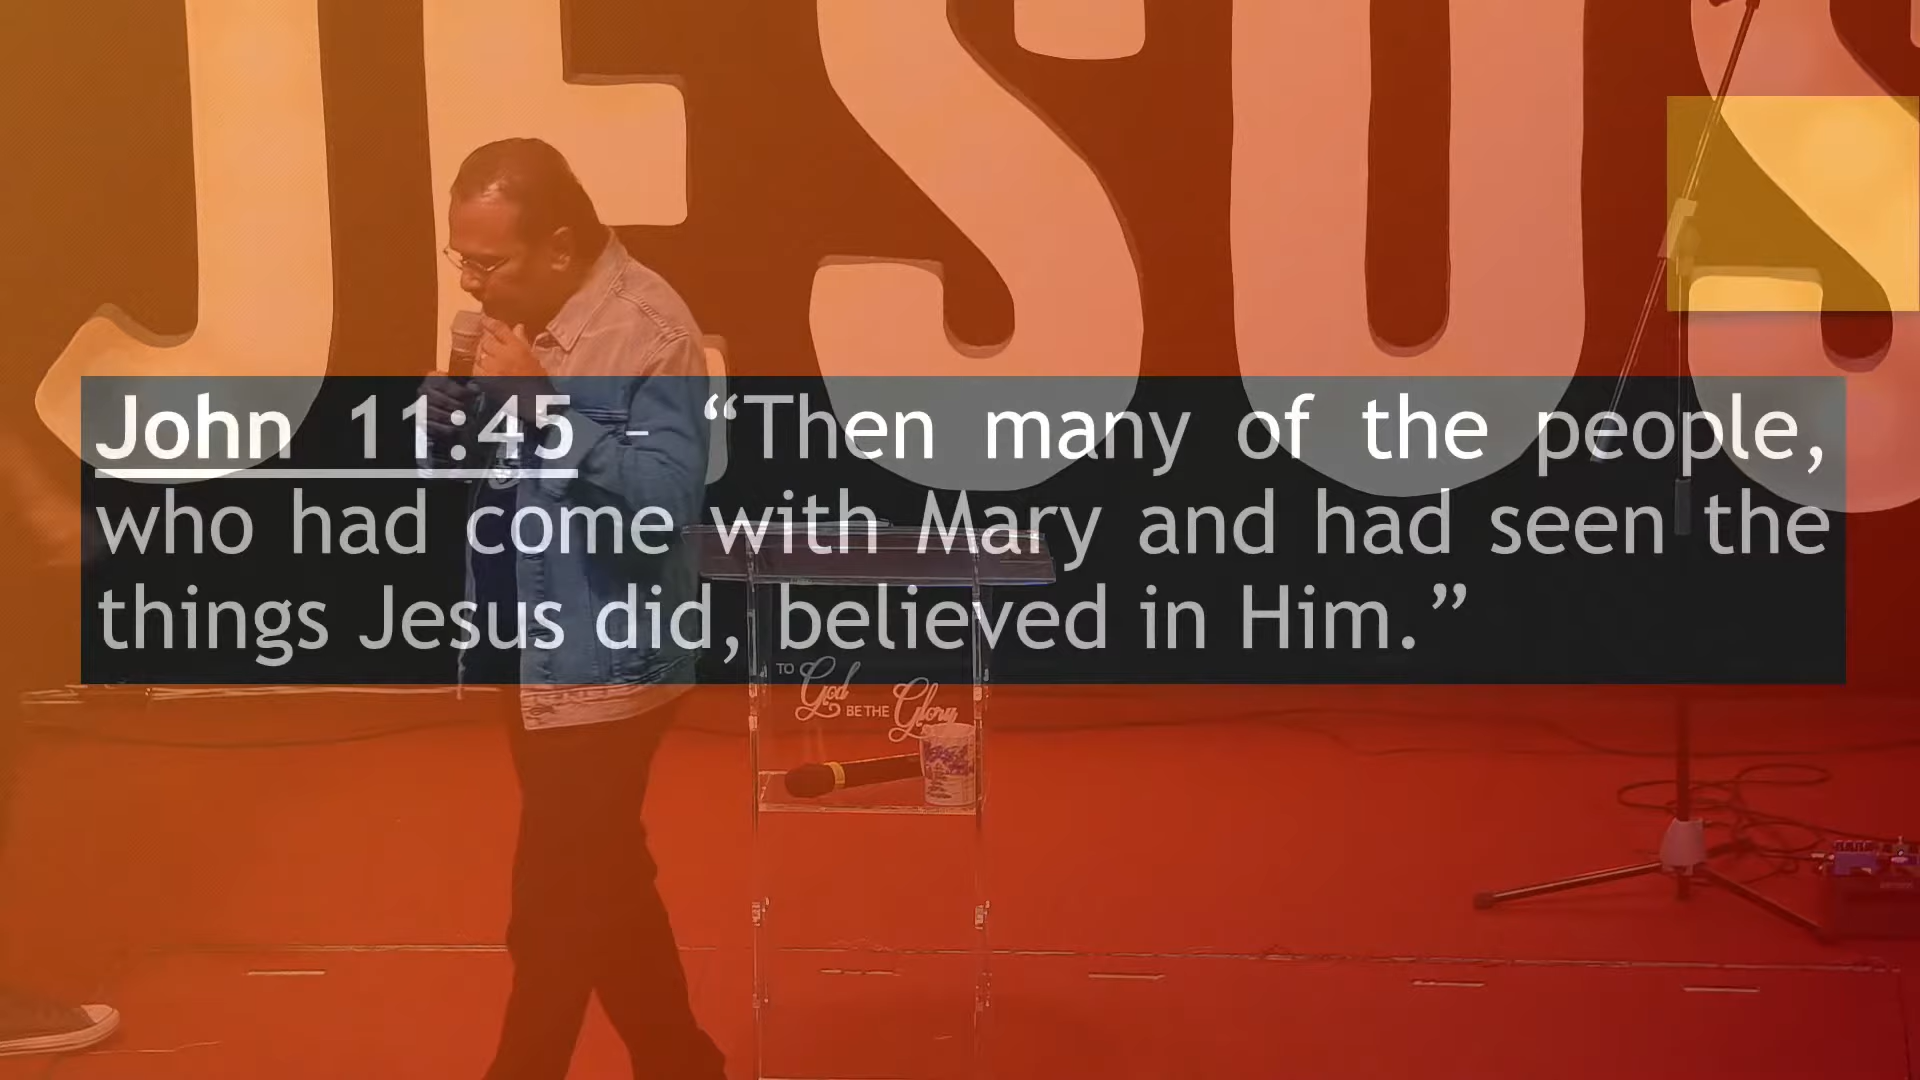 JESUS
John 11:45 – “Then many of the people,
who had come with Mary and had seen the
things Jesus did, believed in Him.”
TO God BE THE Glory